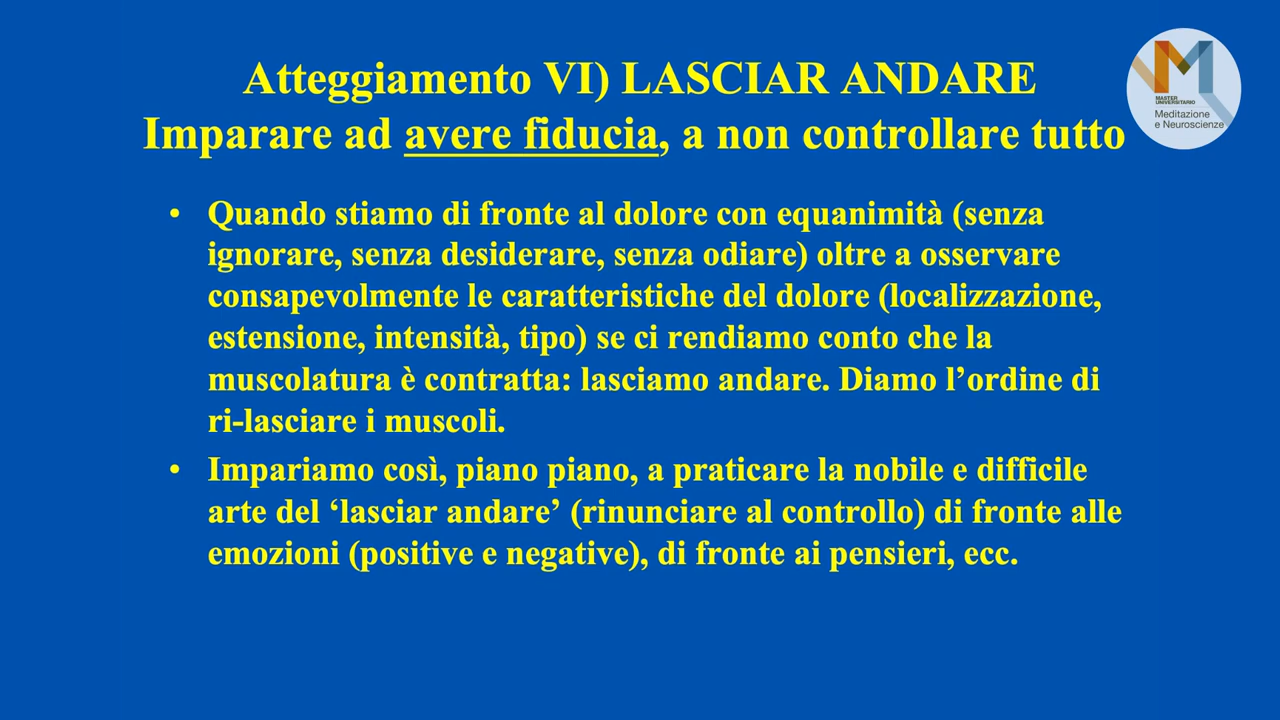 Atteggiamento VI) LASCIAR ANDARE
Imparare ad avere fiducia, a non controllare tutto
MASTER
UNIVERSITARIO
Meditazione
e Neuroscienze
• Quando stiamo di fronte al dolore con equanimità (senza
ignorare, senza desiderare, senza odiare) oltre a osservare
consapevolmente le caratteristiche del dolore (localizzazione,
estensione, intensità, tipo) se ci rendiamo conto che la
muscolatura è contratta: lasciamo andare. Diamo l’ordine di
ri-lasciare i muscoli.
• Impariamo così, piano piano, a praticare la nobile e difficile
arte del ‘lasciar andare’ (rinunciare al controllo) di fronte alle
emozioni (positive e negative), di fronte ai pensieri, ecc.